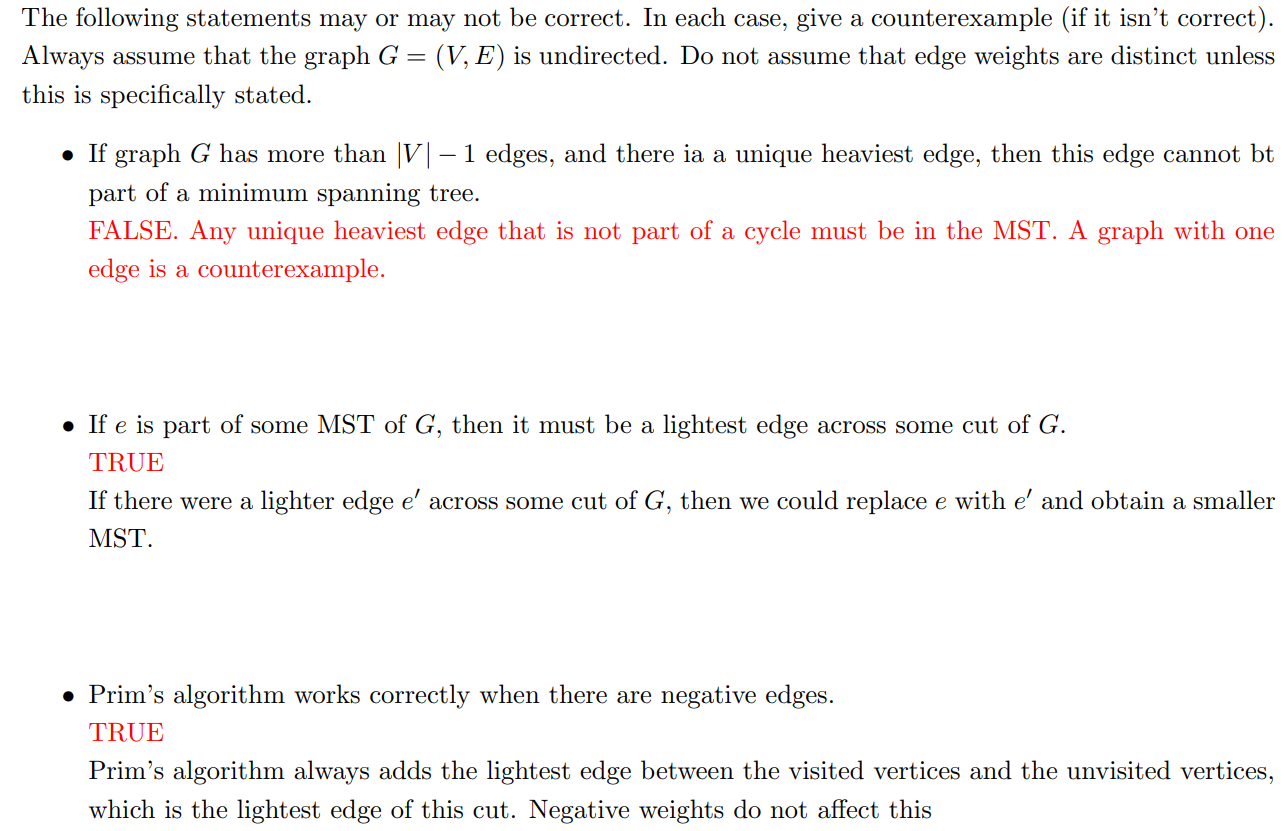 The following statements may or may not be correct. In each case, give a counterexample (if it isn't correct).
Always assume that the graph G = (V, E) is undirected. Do not assume that edge weights are distinct unless
this is specifically stated.
• If graph G has more than |V| − 1 edges, and there ia a unique heaviest edge, then this edge cannot bt
part of a minimum spanning tree.
FALSE. Any unique heaviest edge that is not part of a cycle must be in the MST. A graph with one
edge is a counterexample.
• If e is part of some MST of G, then it must be a lightest edge across some cut of G.
TRUE
If there were a lighter edge e′ across some cut of G, then we could replace e with e′ and obtain a smaller
MST.
• Prim's algorithm works correctly when there are negative edges.
TRUE
Prim's algorithm always adds the lightest edge between the visited vertices and the unvisited vertices,
which is the lightest edge of this cut. Negative weights do not affect this